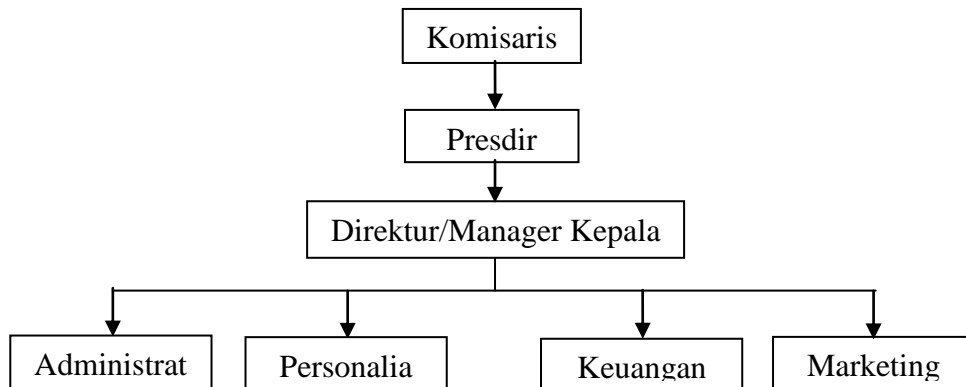 Komisaris
Presdir
Direktur/Manager Kepala
Administrat
Personalia
Keuangan
Marketing